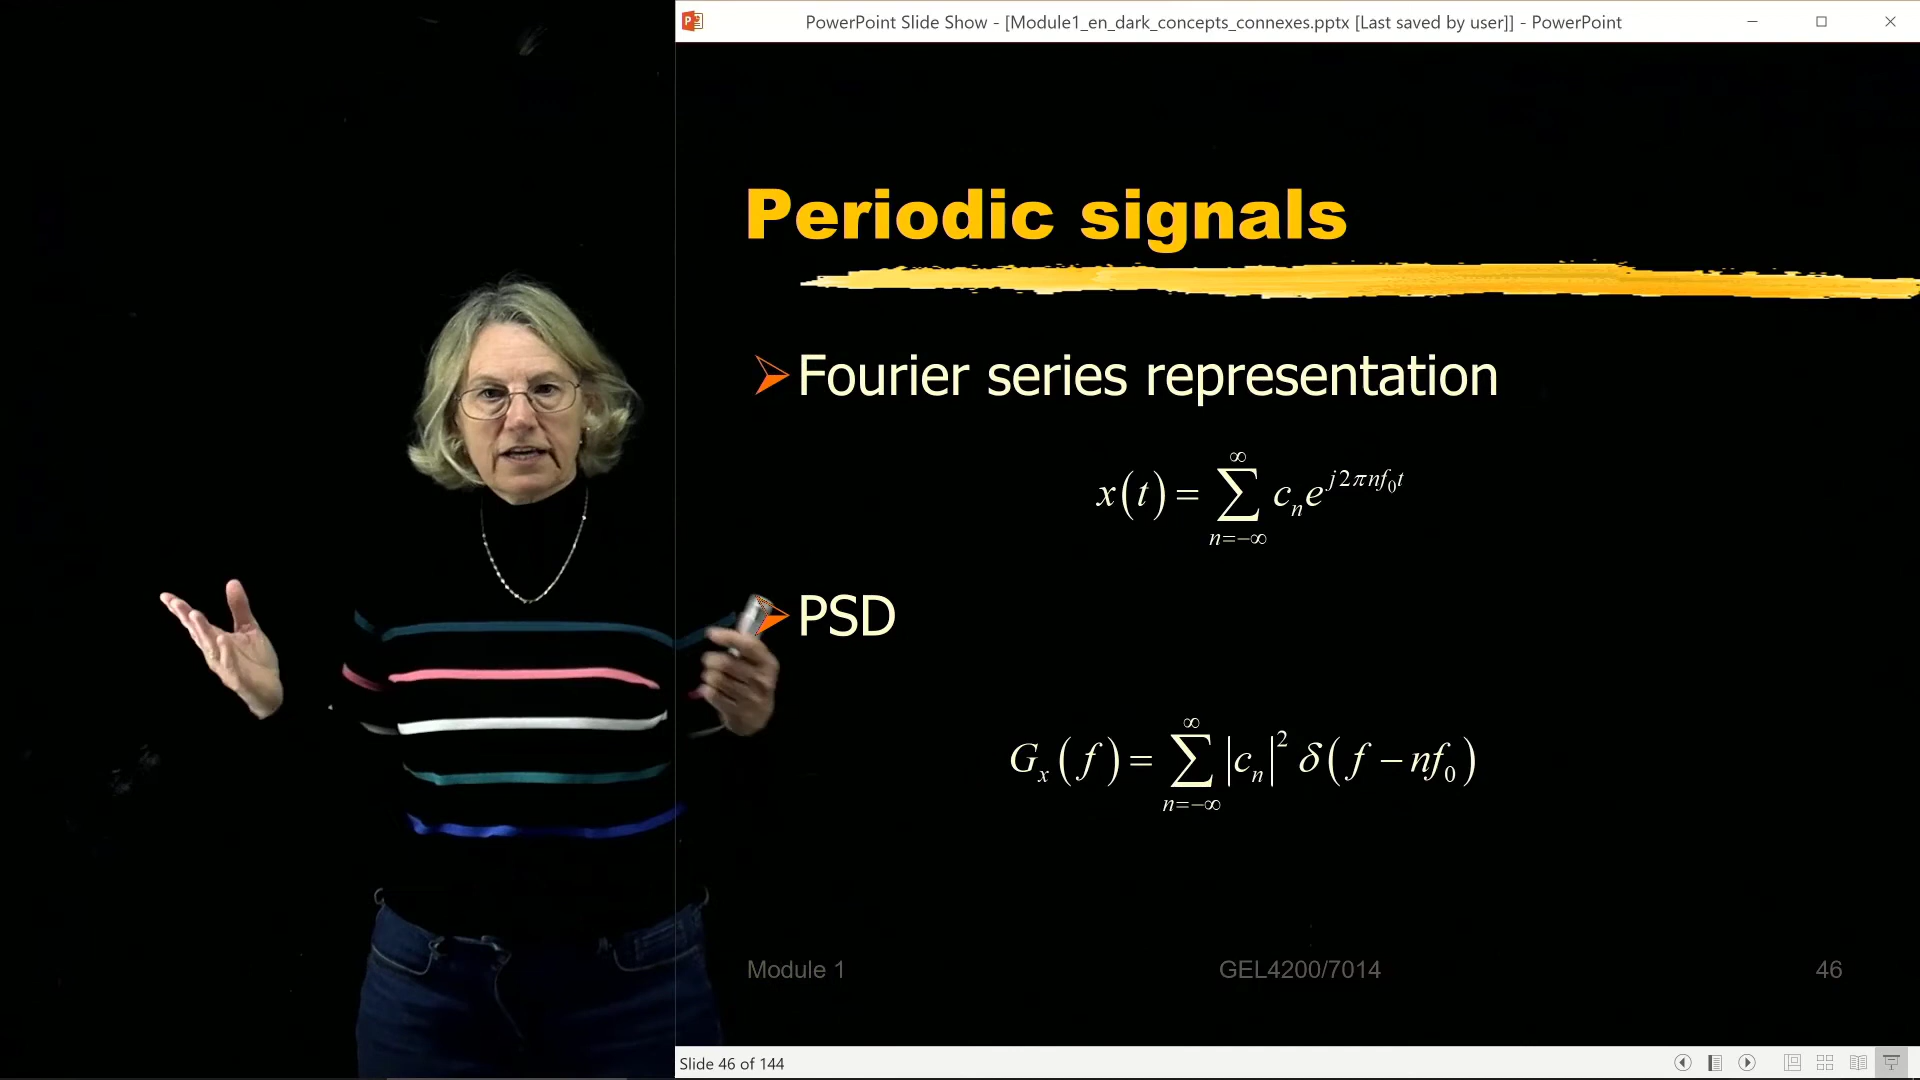 PowerPoint Slide Show - [Module1_en_dark_concepts_connexes.pptx [Last saved by user]] - PowerPoint
Periodic signals
Fourier series representation
x(t) = ∑_{n=-∞}^{∞} c_n e^{j2πnf_0t}
PSD
G_x(f) = ∑_{n=-∞}^{∞} |c_n|^2 δ(f − nf_0)
Module 1 GEL4200/7014 46
Slide 46 of 144